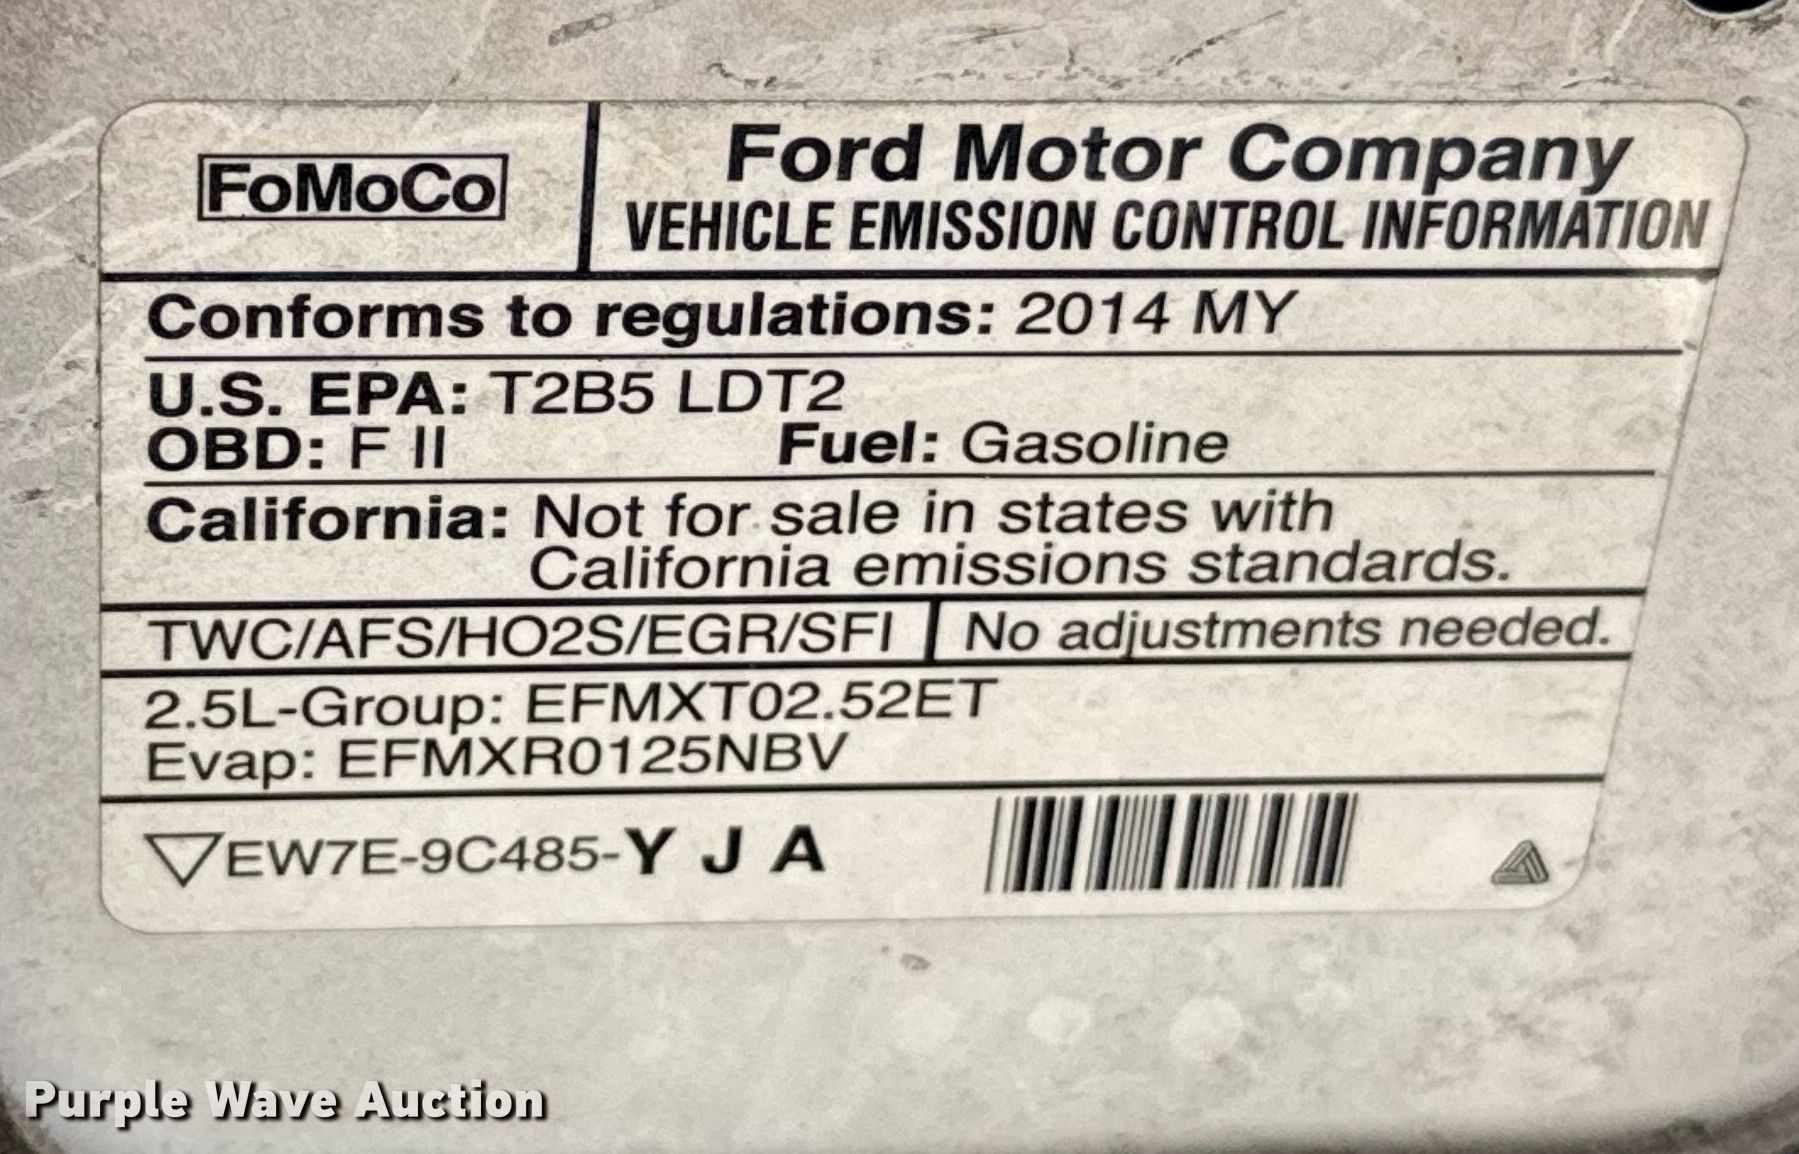 FoMoCo
Ford Motor Company
VEHICLE EMISSION CONTROL INFORMATION
Conforms to regulations: 2014 MY
U.S. EPA: T2B5 LDT2
OBD: F II Fuel: Gasoline
California: Not for sale in states with
California emissions standards.
TWC/AFS/HO2S/EGR/SFI No adjustments needed.
2.5L-Group: EFMXT02.52ET
Evap: EFMXR0125NBV
EW7E-9C485-Y J A
Purple Wave Auction